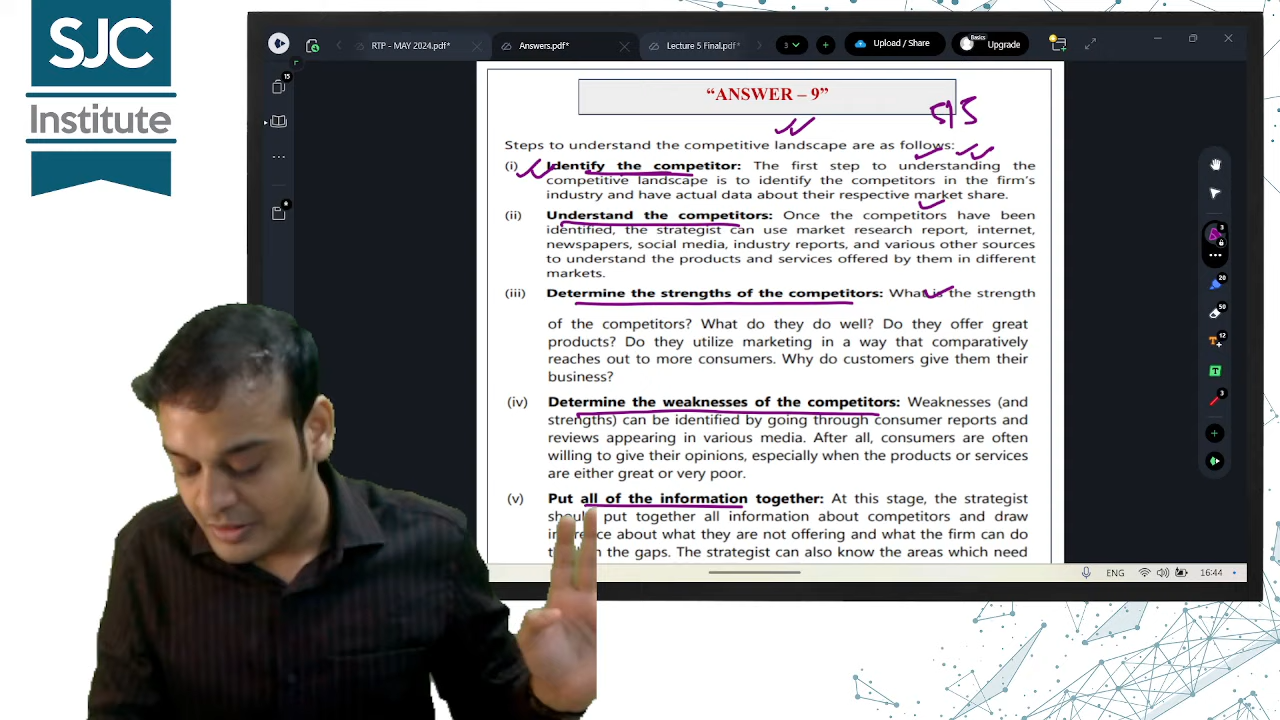 SJC
Institute
RTP - MAY 2024.pdf*
Answers.pdf*
Lecture 5 Final.pdf*
3
Upload / Share
Basics
Upgrade
"ANSWER – 9"
Steps to understand the competitive landscape are as follows:
(i) Identify the competitor: The first step to understanding the
competitive landscape is to identify the competitors in the firm's
industry and have actual data about their respective market share.
(ii) Understand the competitors: Once the competitors have been
identified, the strategist can use market research report, internet,
newspapers, social media, industry reports, and various other sources
to understand the products and services offered by them in different
markets.
(iii) Determine the strengths of the competitors: What is the strength
of the competitors? What do they do well? Do they offer great
products? Do they utilize marketing in a way that comparatively
reaches out to more consumers. Why do customers give them their
business?
(iv) Determine the weaknesses of the competitors: Weaknesses (and
strengths) can be identified by going through consumer reports and
reviews appearing in various media. After all, consumers are often
willing to give their opinions, especially when the products or services
are either great or very poor.
(v) Put all of the information together: At this stage, the strategist
should put together all information about competitors and draw
about what they are not offering and what the firm can do
the gaps. The strategist can also know the areas which need
ENG
16:44